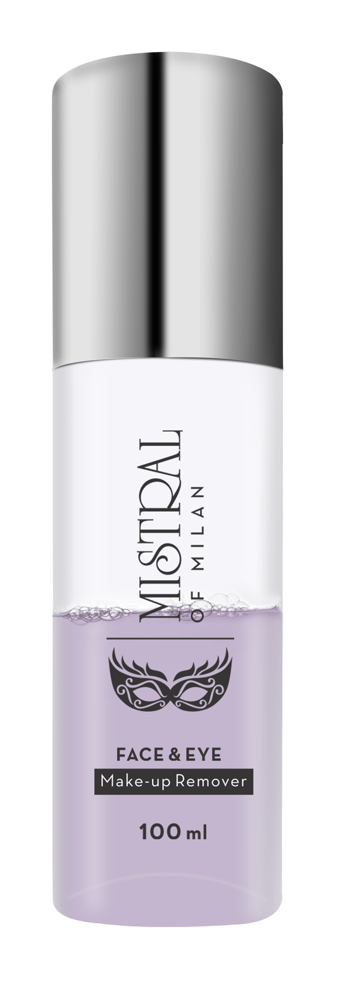 MISTRAL
OF MILAN
FACE & EYE
Make-up Remover
100 ml